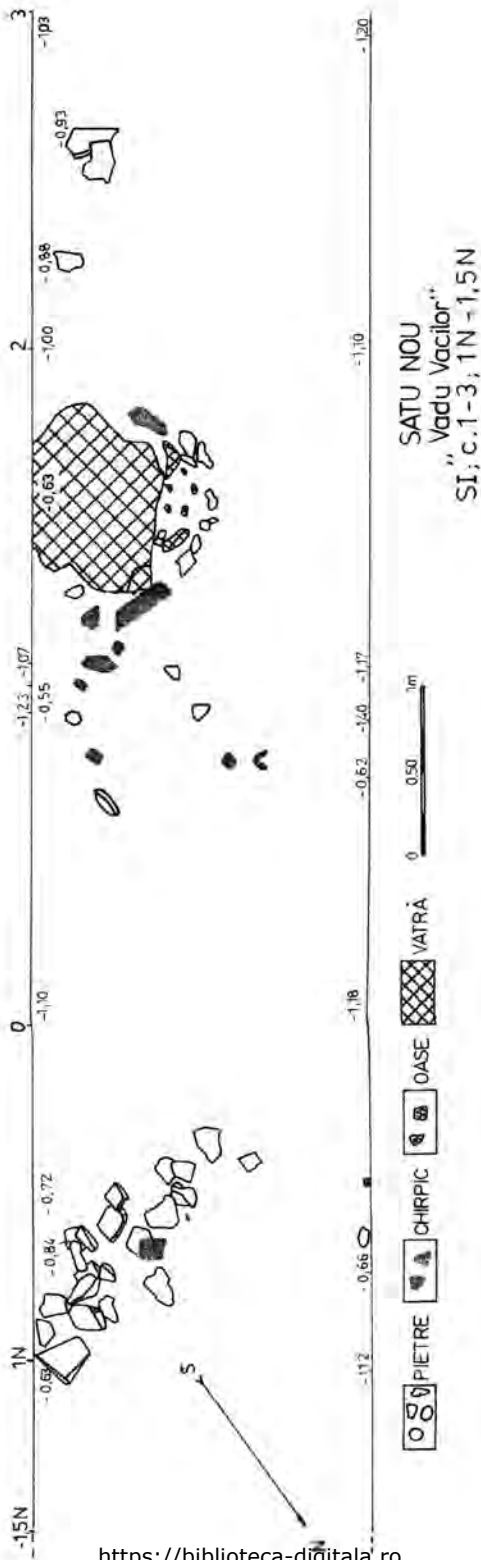 -1,5N 1N 0 2 3
-0,84 -0,72 -1,10 -1,23 -1,07 -1,00 -1,03
-0,55 -0,63 -0,88 -0,93
S
N
-1,12 -0,66 -1,18 -0,62 -1,40 -1,17 -1,10 -1,20
PIETRE CHIRPIC OASE VATRĂ
0 0,50 1m
SATU NOU
„Vadu Vacilor”
SI; c.1-3; 1N-1,5N
https://biblioteca-digitala.ro